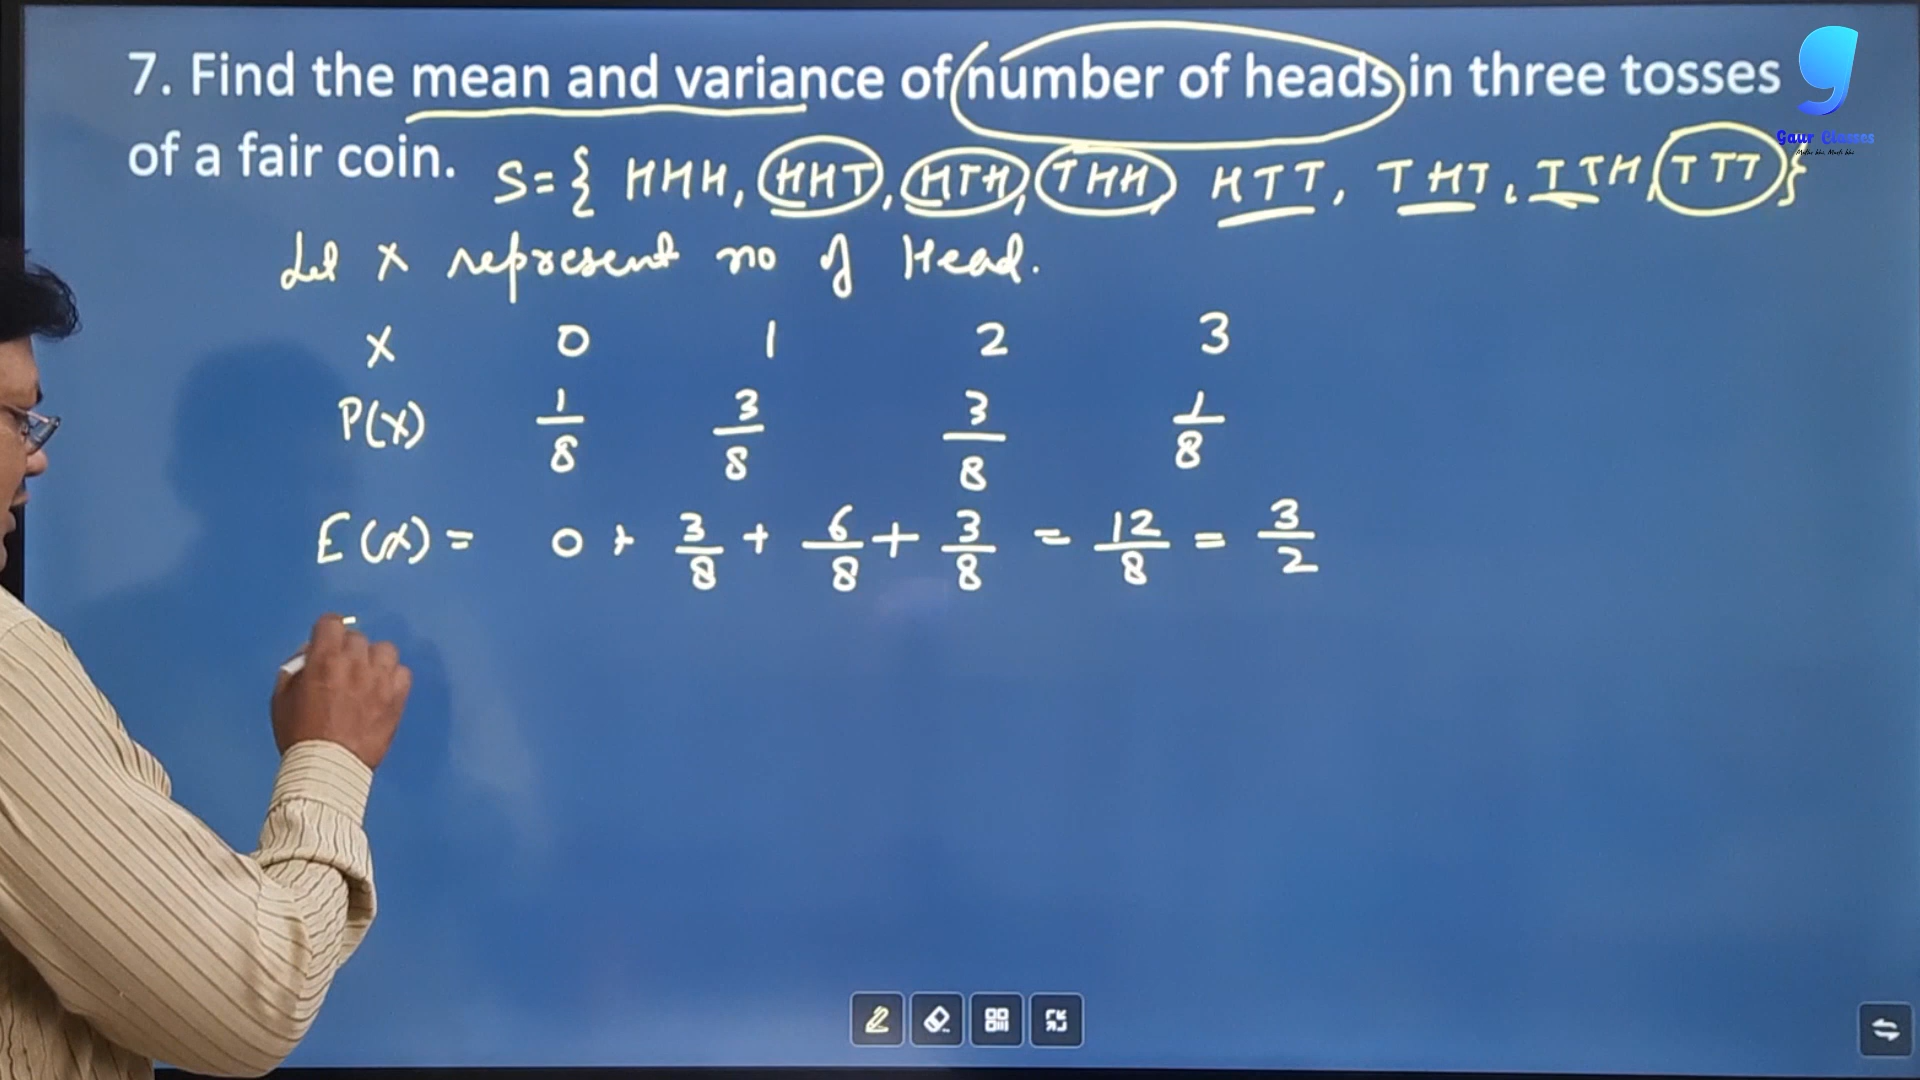 7. Find the mean and variance of number of heads in three tosses
of a fair coin. S = { HHH, HHT, HTH, THH, HTT, THT, TTH, TTT }
Gaur Classes
Let X represent no of Head.
X 0 1 2 3
P(X) 1/8 3/8 3/8 1/8
E(X) = 0 + 3/8 + 6/8 + 3/8 = 12/8 = 3/2